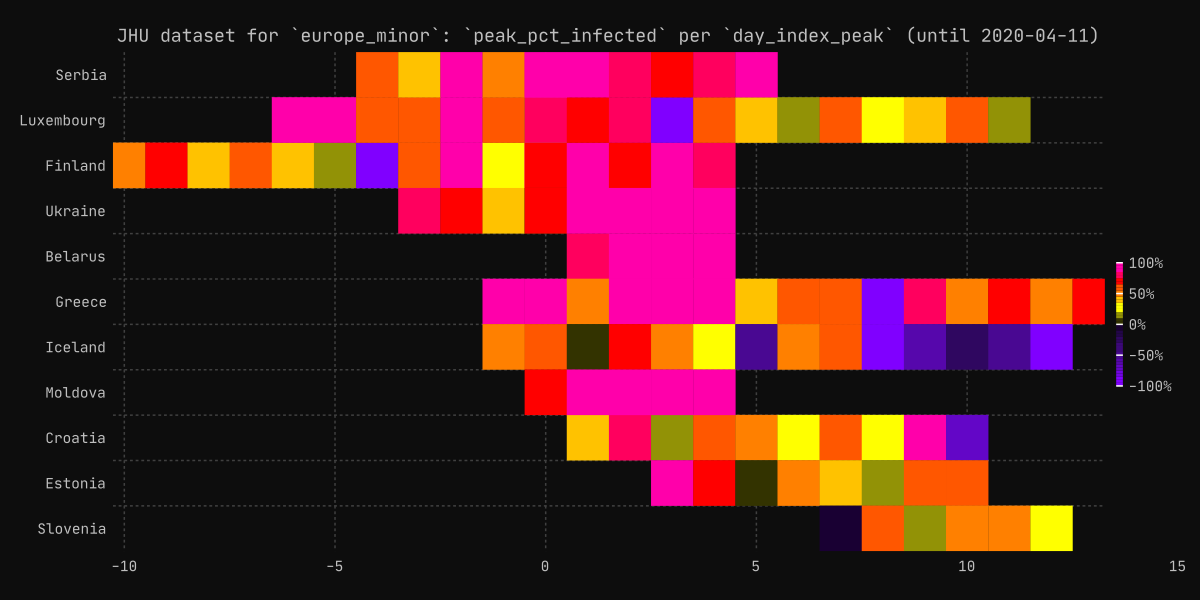 JHU dataset for `europe_minor`: `peak_pct_infected` per `day_index_peak` (until 2020-04-11)
Serbia
Luxembourg
Finland
Ukraine
Belarus
Greece
Iceland
Moldova
Croatia
Estonia
Slovenia
100%
50%
0%
−50%
−100%
−10
−5
0
5
10
15